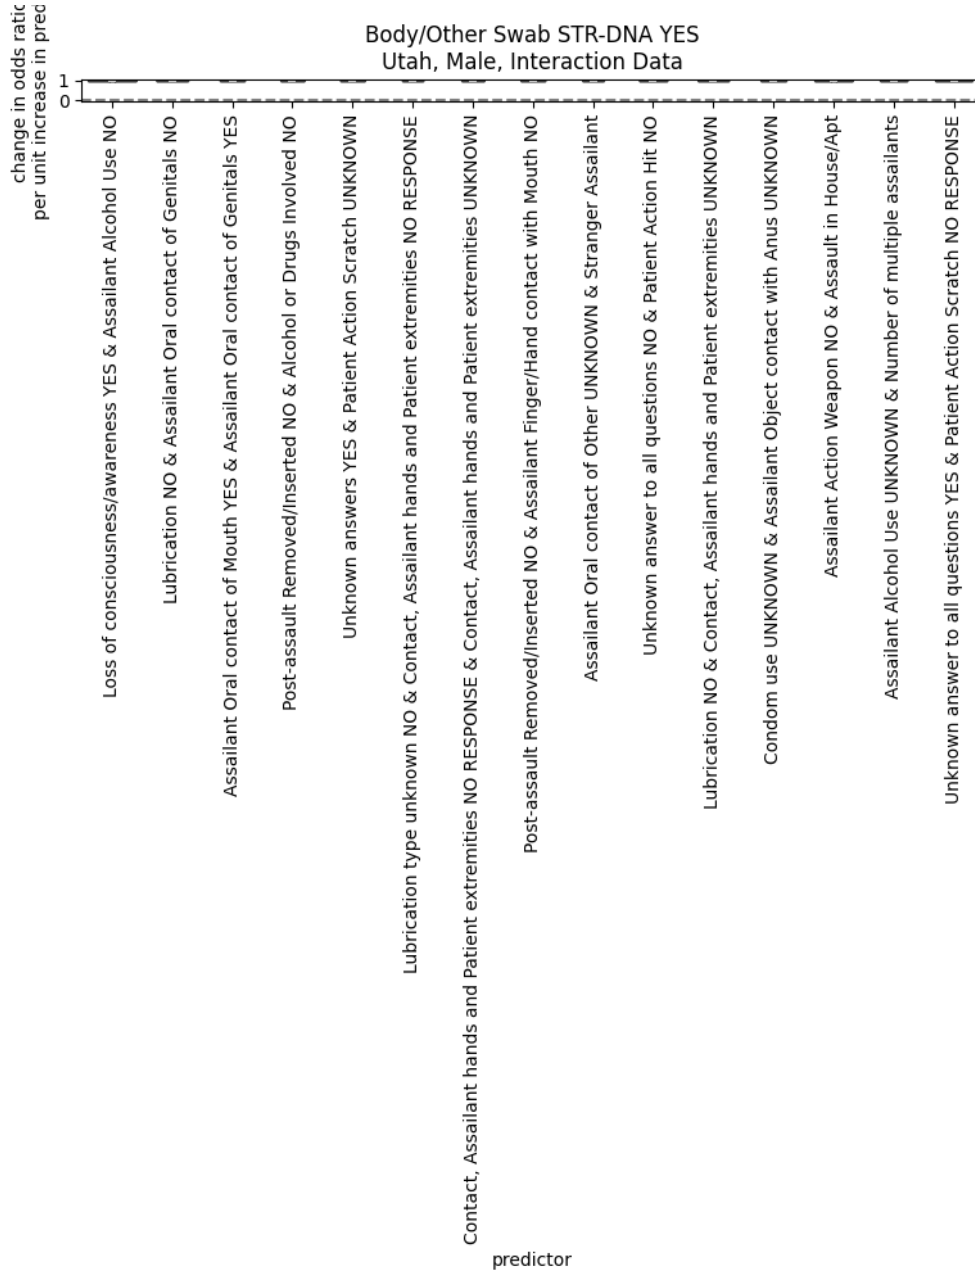 Body/Other Swab STR-DNA YES
Utah, Male, Interaction Data
change in odds ratio
per unit increase in pred
1
0
Loss of consciousness/awareness YES & Assailant Alcohol Use NO
Lubrication NO & Assailant Oral contact of Genitals NO
Assailant Oral contact of Mouth YES & Assailant Oral contact of Genitals YES
Post-assault Removed/Inserted NO & Alcohol or Drugs Involved NO
Unknown answers YES & Patient Action Scratch UNKNOWN
Lubrication type unknown NO & Contact, Assailant hands and Patient extremities NO RESPONSE
Contact, Assailant hands and Patient extremities NO RESPONSE & Contact, Assailant hands and Patient extremities UNKNOWN
Post-assault Removed/Inserted NO & Assailant Finger/Hand contact with Mouth NO
Assailant Oral contact of Other UNKNOWN & Stranger Assailant
Unknown answer to all questions NO & Patient Action Hit NO
Lubrication NO & Contact, Assailant hands and Patient extremities UNKNOWN
Condom use UNKNOWN & Assailant Object contact with Anus UNKNOWN
Assailant Action Weapon NO & Assault in House/Apt
Assailant Alcohol Use UNKNOWN & Number of multiple assailants
Unknown answer to all questions YES & Patient Action Scratch NO RESPONSE
predictor